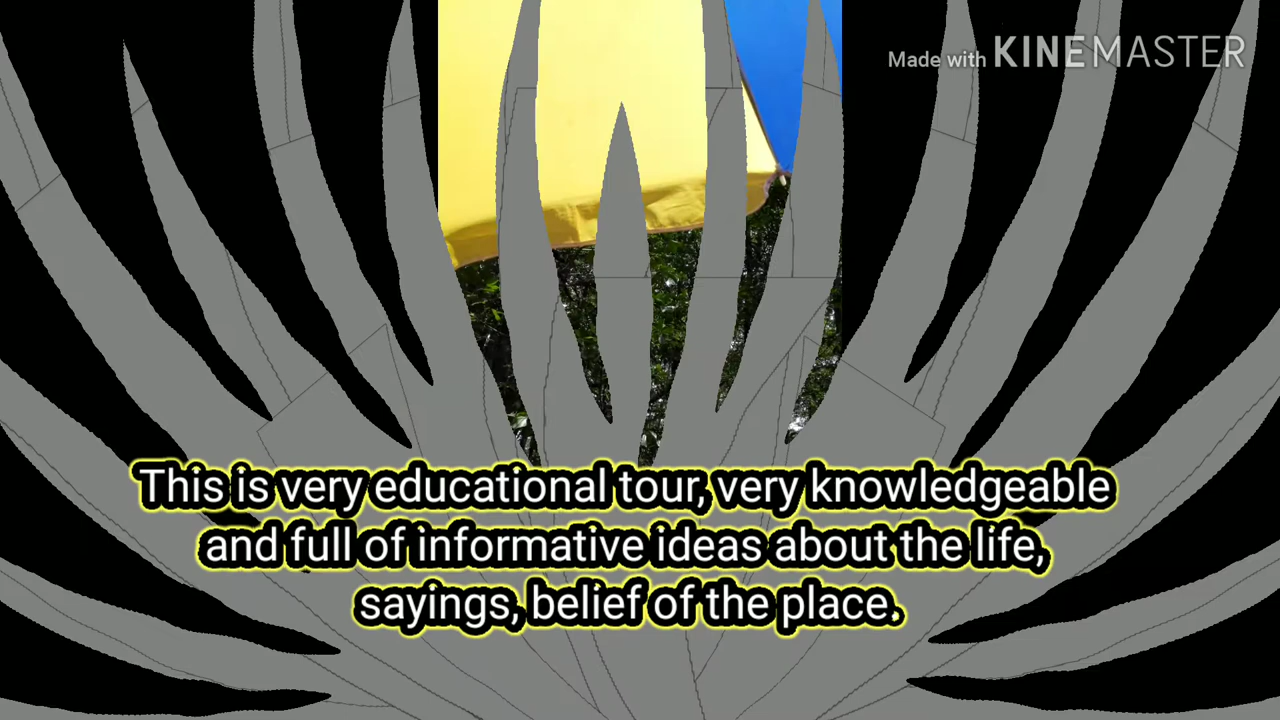 Made with KINEMASTER
This is very educational tour, very knowledgeable
and full of informative ideas about the life,
sayings, belief of the place.